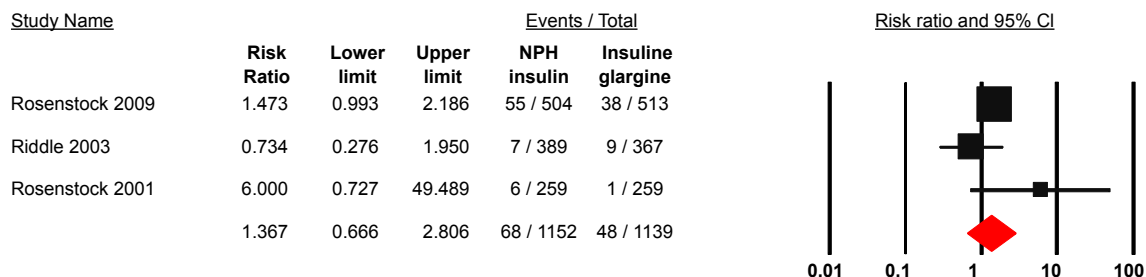 Study Name Events / Total Risk ratio and 95% CI
Risk Lower Upper NPH Insuline
Ratio limit limit insulin glargine
Rosenstock 2009 1.473 0.993 2.186 55 / 504 38 / 513
Riddle 2003 0.734 0.276 1.950 7 / 389 9 / 367
Rosenstock 2001 6.000 0.727 49.489 6 / 259 1 / 259
1.367 0.666 2.806 68 / 1152 48 / 1139
0.01 0.1 1 10 100